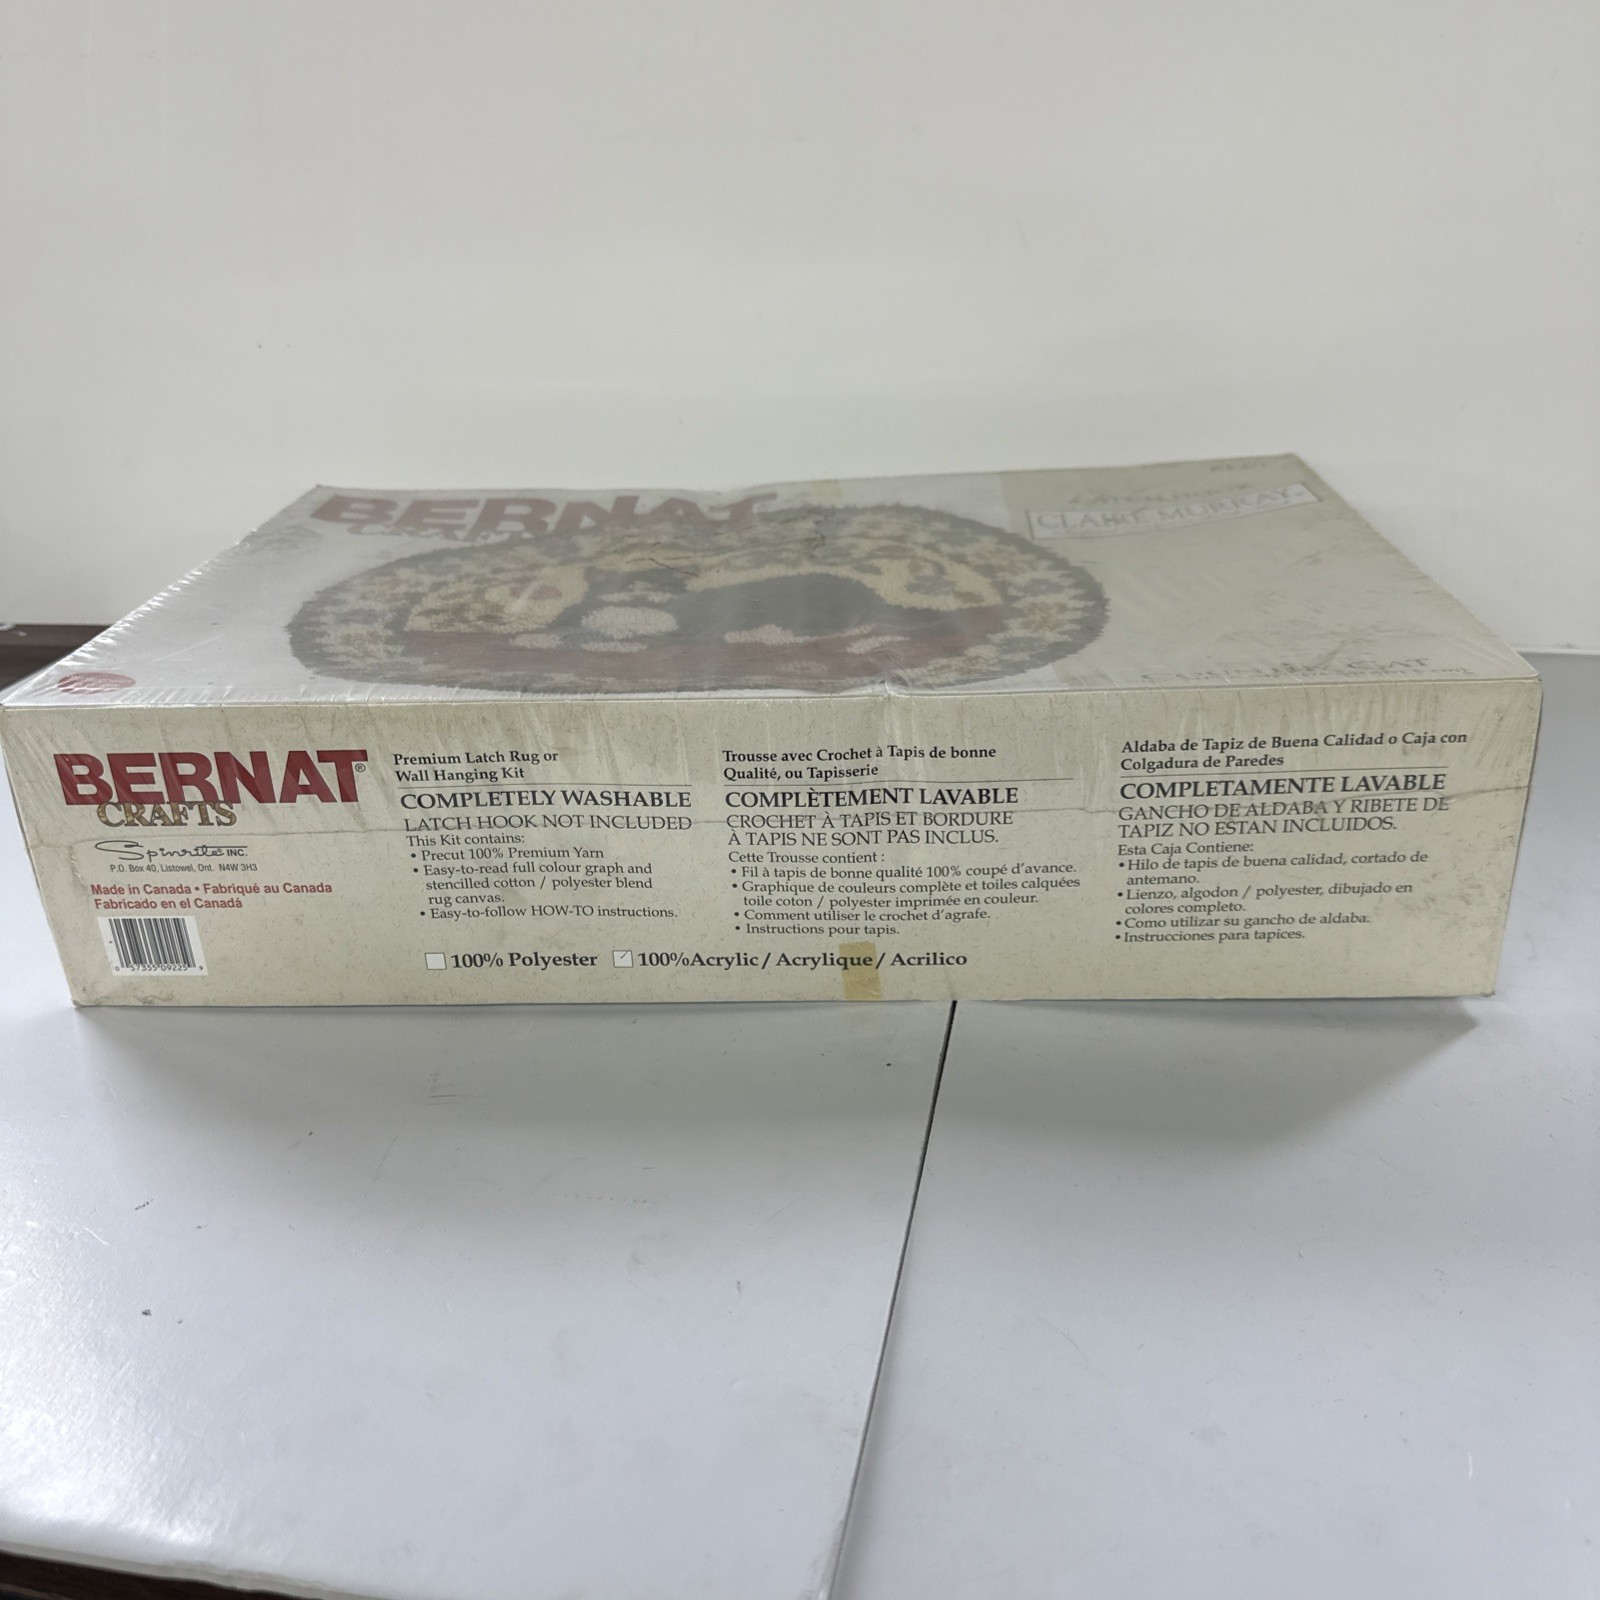 BERNAT
CLAIRE MURRAY
BERNAT®
CRAFTS
Spinrite INC.
P.O. Box 40, Listowel, Ont. N4W 3H3
Made in Canada • Fabriqué au Canada
Fabricado en el Canadá
0 57355 09225 9
Premium Latch Rug or
Wall Hanging Kit
COMPLETELY WASHABLE
LATCH HOOK NOT INCLUDED
This Kit contains:
• Precut 100% Premium Yarn
• Easy-to-read full colour graph and
stencilled cotton / polyester blend
rug canvas.
• Easy-to-follow HOW-TO instructions.
Trousse avec Crochet à Tapis de bonne
Qualité, ou Tapisserie
COMPLÈTEMENT LAVABLE
CROCHET À TAPIS ET BORDURE
À TAPIS NE SONT PAS INCLUS.
Cette Trousse contient :
• Fil à tapis de bonne qualité 100% coupé d'avance.
• Graphique de couleurs complète et toiles calquées
toile coton / polyester imprimée en couleur.
• Comment utiliser le crochet d'agrafe.
• Instructions pour tapis.
Aldaba de Tapiz de Buena Calidad o Caja con
Colgadura de Paredes
COMPLETAMENTE LAVABLE
GANCHO DE ALDABA Y RIBETE DE
TAPIZ NO ESTAN INCLUIDOS.
Esta Caja Contiene:
• Hilo de tapis de buena calidad, cortado de
antemano.
• Lienzo, algodon / polyester, dibujado en
colores completo.
• Como utilizar su gancho de aldaba.
• Instrucciones para tapices.
100% Polyester
100%Acrylic / Acrylique / Acrilico